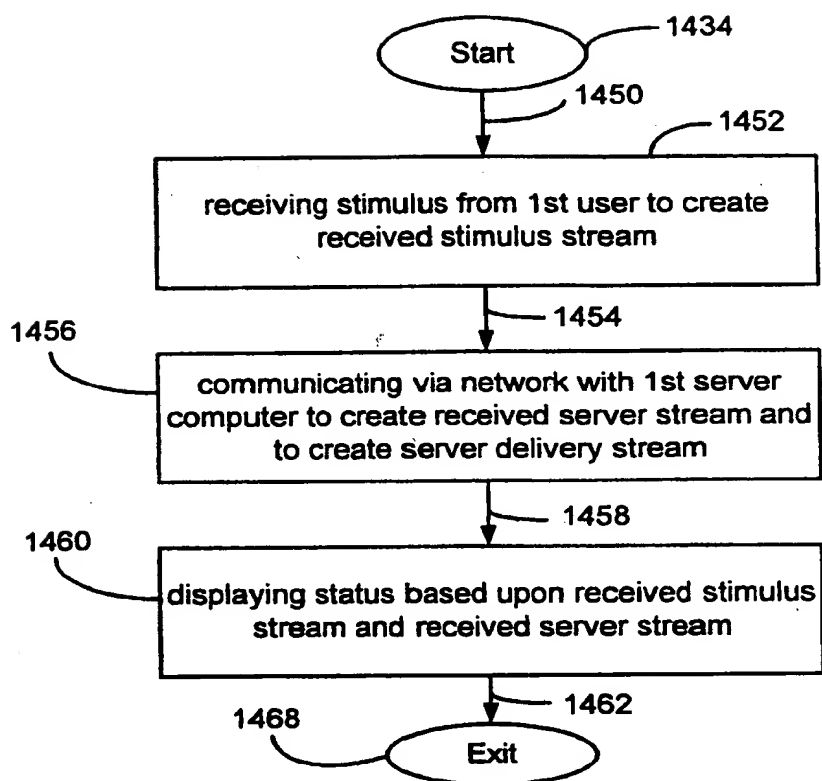 Start
1434
1450
1452
receiving stimulus from 1st user to create
received stimulus stream
1454
1456
communicating via network with 1st server
computer to create received server stream and
to create server delivery stream
1458
1460
displaying status based upon received stimulus
stream and received server stream
1462
1468
Exit